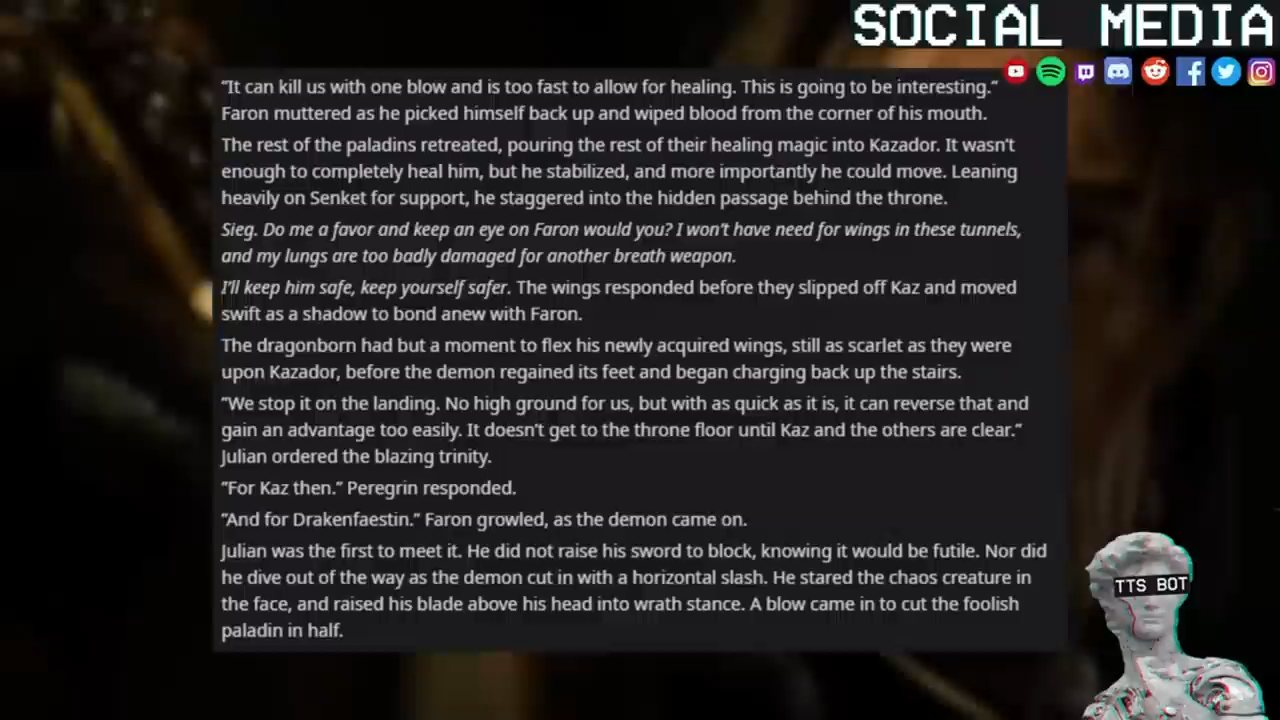 SOCIAL MEDIA
“It can kill us with one blow and is too fast to allow for healing. This is going to be interesting.”
Faron muttered as he picked himself back up and wiped blood from the corner of his mouth.
The rest of the paladins retreated, pouring the rest of their healing magic into Kazador. It wasn’t
enough to completely heal him, but he stabilized, and more importantly he could move. Leaning
heavily on Senket for support, he staggered into the hidden passage behind the throne.
Sieg. Do me a favor and keep an eye on Faron would you? I won’t have need for wings in these tunnels,
and my lungs are too badly damaged for another breath weapon.
I’ll keep him safe, keep yourself safer. The wings responded before they slipped off Kaz and moved
swift as a shadow to bond anew with Faron.
The dragonborn had but a moment to flex his newly acquired wings, still as scarlet as they were
upon Kazador, before the demon regained its feet and began charging back up the stairs.
“We stop it on the landing. No high ground for us, but with as quick as it is, it can reverse that and
gain an advantage too easily. It doesn’t get to the throne floor until Kaz and the others are clear.”
Julian ordered the blazing trinity.
“For Kaz then.” Peregrin responded.
“And for Drakenfaestin.” Faron growled, as the demon came on.
Julian was the first to meet it. He did not raise his sword to block, knowing it would be futile. Nor did
he dive out of the way as the demon cut in with a horizontal slash. He stared the chaos creature in
the face, and raised his blade above his head into wrath stance. A blow came in to cut the foolish
paladin in half.
TTS BOT